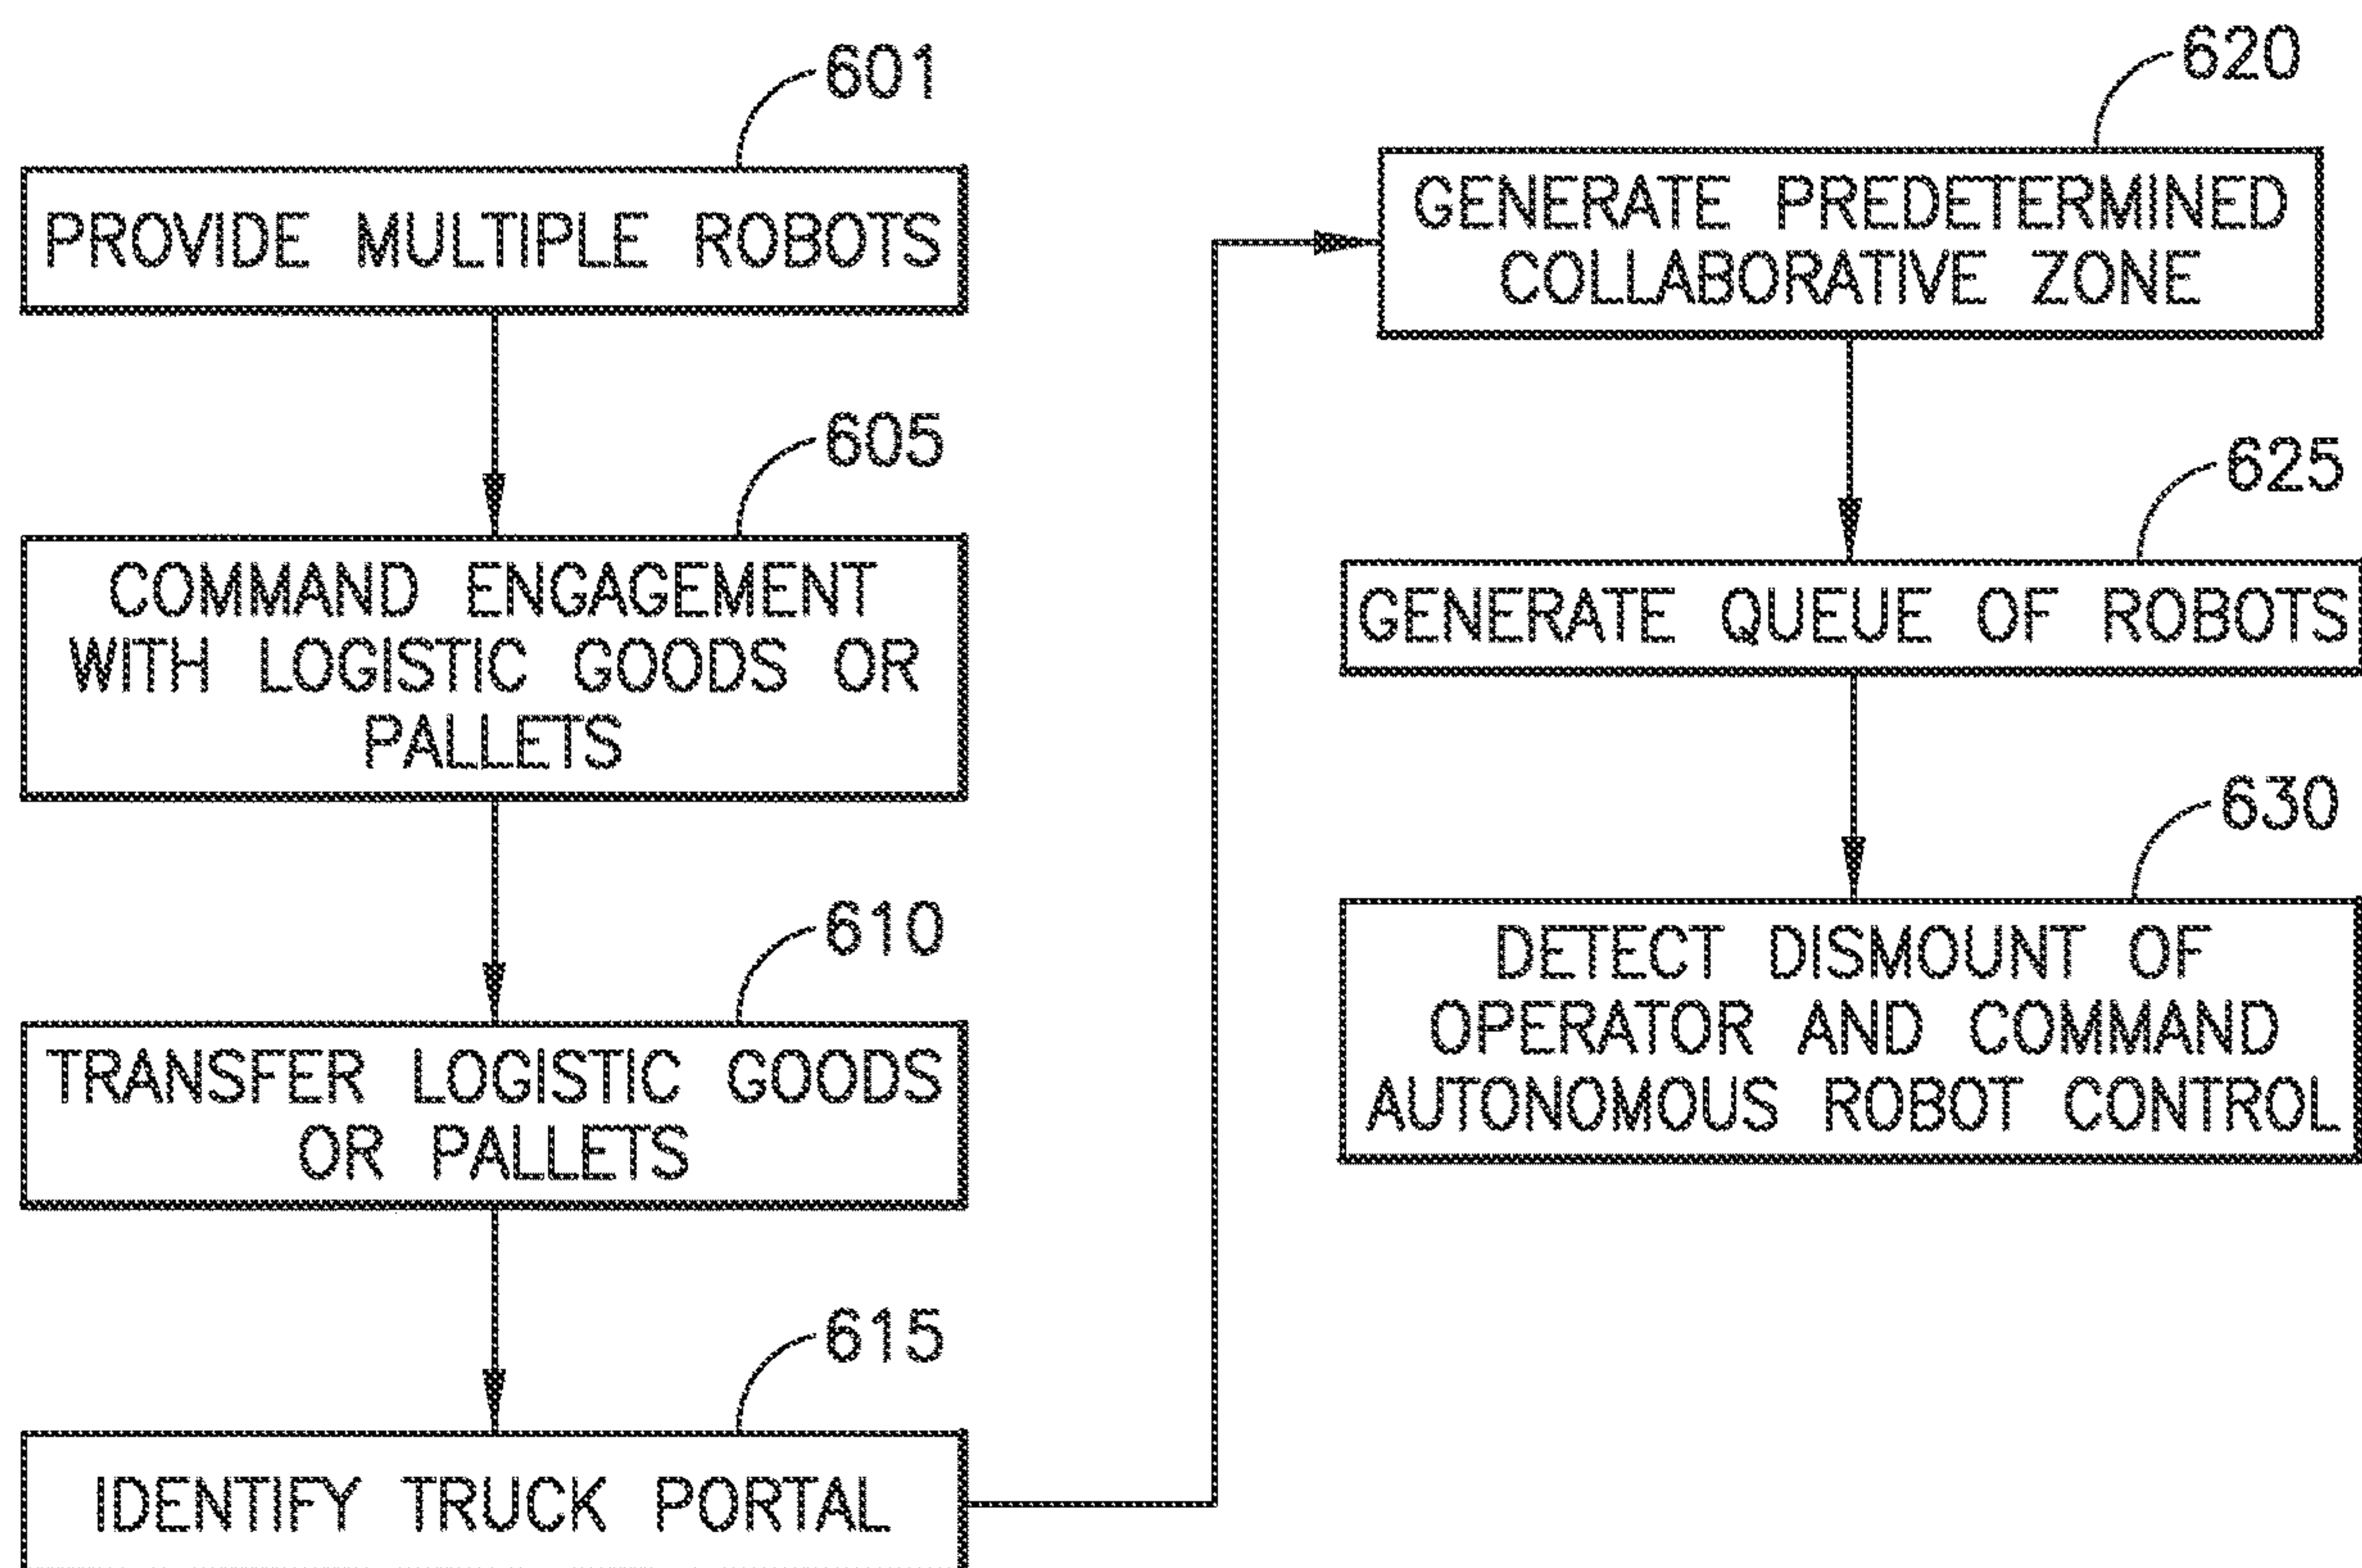 601
PROVIDE MULTIPLE ROBOTS
605
COMMAND ENGAGEMENT
WITH LOGISTIC GOODS OR
PALLETS
610
TRANSFER LOGISTIC GOODS
OR PALLETS
615
IDENTIFY TRUCK PORTAL
620
GENERATE PREDETERMINED
COLLABORATIVE ZONE
625
GENERATE QUEUE OF ROBOTS
630
DETECT DISMOUNT OF
OPERATOR AND COMMAND
AUTONOMOUS ROBOT CONTROL